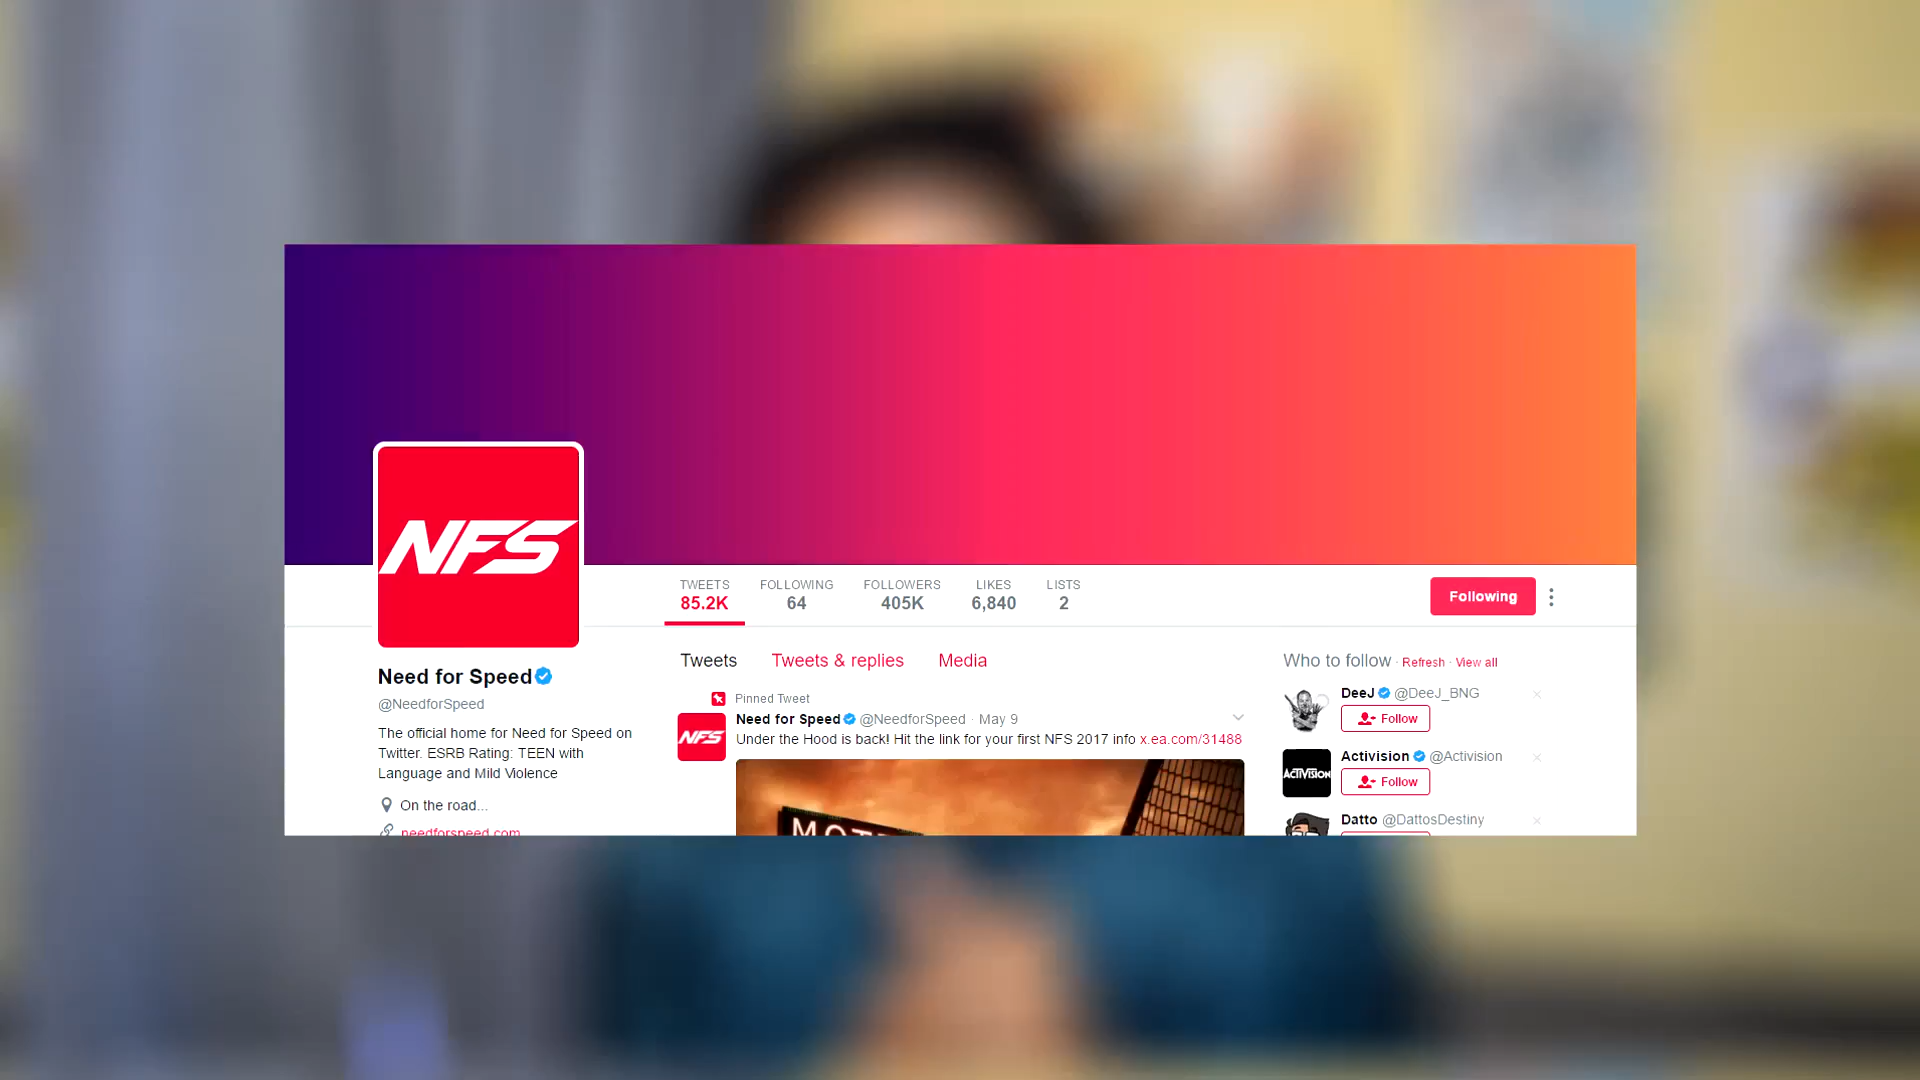 NFS
TWEETS
85.2K
FOLLOWING
64
FOLLOWERS
405K
LIKES
6,840
LISTS
2
Following
Need for Speed
@NeedforSpeed
The official home for Need for Speed on
Twitter. ESRB Rating: TEEN with
Language and Mild Violence
On the road...
needforspeed.com
Tweets
Tweets & replies
Media
Pinned Tweet
NFS
Need for Speed @NeedforSpeed · May 9
Under the Hood is back! Hit the link for your first NFS 2017 info x.ea.com/31488
MOTE
Who to follow · Refresh · View all
DeeJ @DeeJ_BNG
Follow
ACTIVISION
Activision @Activision
Follow
Datto @DattosDestiny